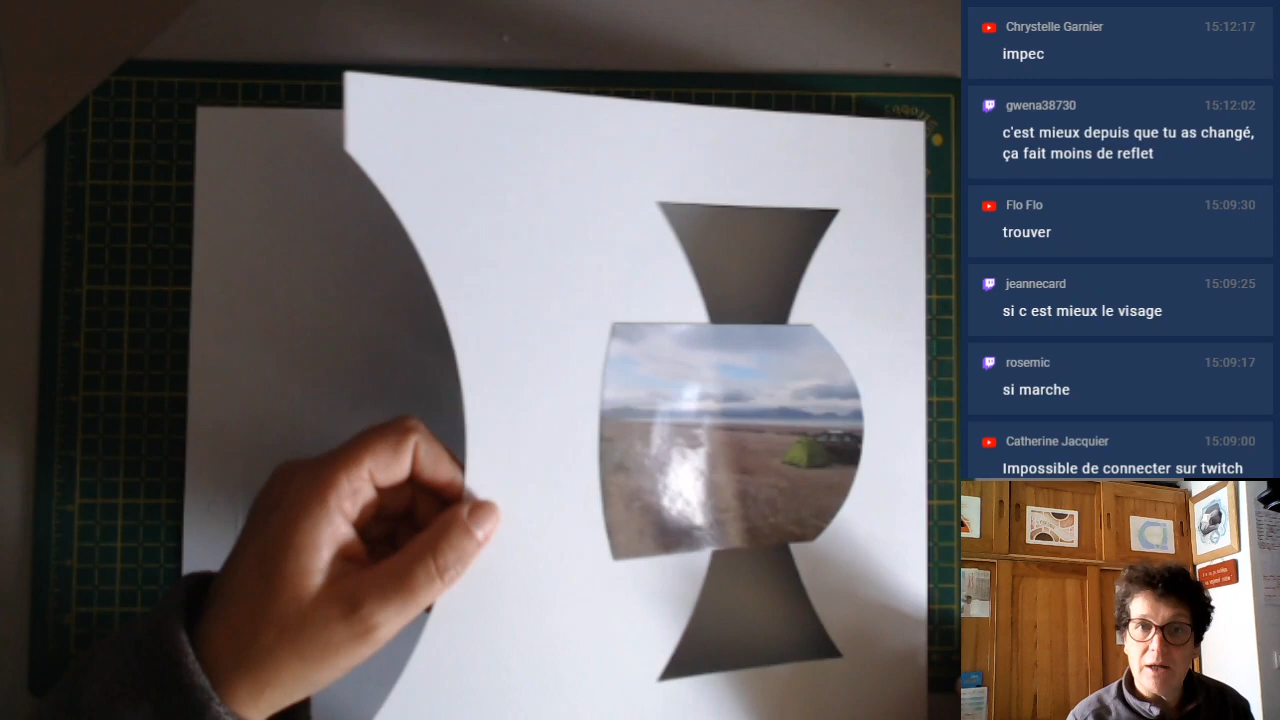 Chrystelle Garnier 15:12:17
impec
gwena38730 15:12:02
c'est mieux depuis que tu as changé,
ça fait moins de reflet
Flo Flo 15:09:30
trouver
jeannecard 15:09:25
si c est mieux le visage
rosemic 15:09:17
si marche
Catherine Jacquier 15:09:00
Impossible de connecter sur twitch